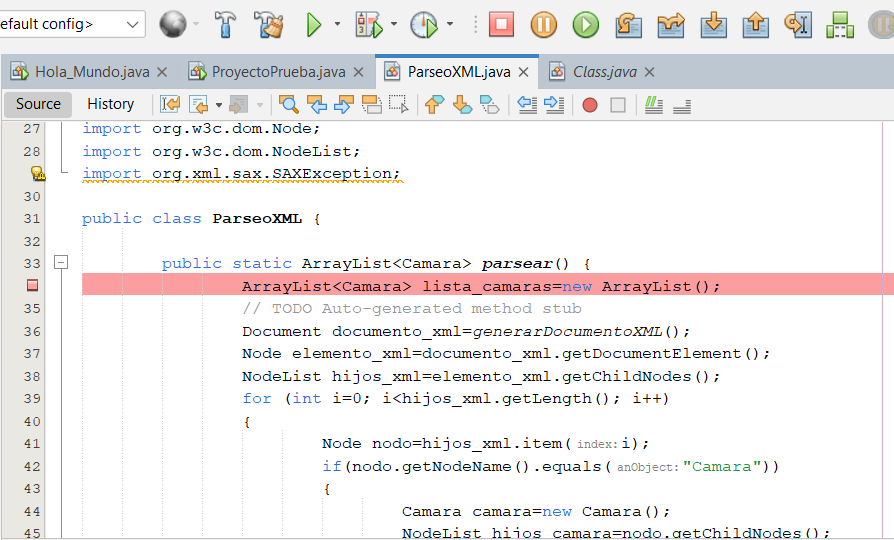 efault config>
Hola_Mundo.java
ProyectoPrueba.java
ParseoXML.java
Class.java
Source
History
27 import org.w3c.dom.Node;
28 import org.w3c.dom.NodeList;
import org.xml.sax.SAXException;
30
31 public class ParseoXML {
32
33 public static ArrayList<Camara> parsear() {
ArrayList<Camara> lista_camaras=new ArrayList();
35 // TODO Auto-generated method stub
36 Document documento_xml=generarDocumentoXML();
37 Node elemento_xml=documento_xml.getDocumentElement();
38 NodeList hijos_xml=elemento_xml.getChildNodes();
39 for (int i=0; i<hijos_xml.getLength(); i++)
40 {
41 Node nodo=hijos_xml.item(index:i);
42 if(nodo.getNodeName().equals(anObject:"Camara"))
43 {
44 Camara camara=new Camara();
45 NodeList hijos_camara=nodo.getChildNodes();